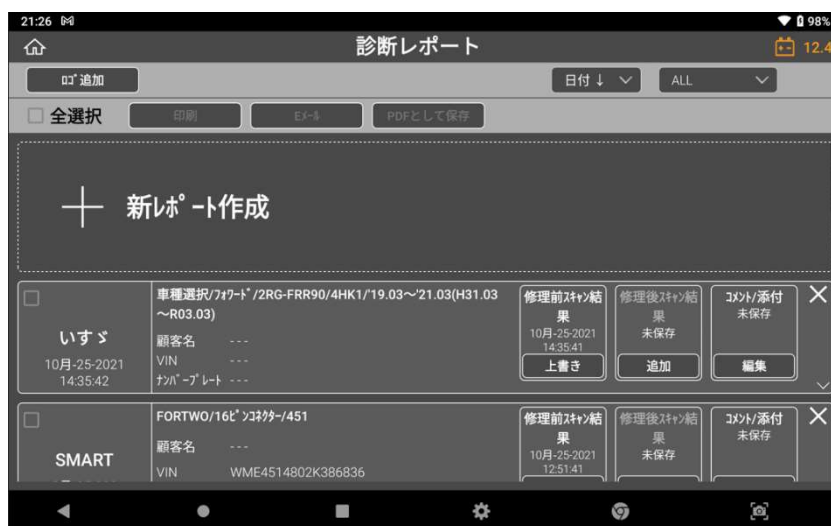 21:26 98%
診断レポート 12.4
ﾛｺﾞ追加 日付↓ ALL
全選択 印刷 Eﾒｰﾙ PDFとして保存
新ﾚﾎﾟｰﾄ作成
いすゞ
10月-25-2021
14:35:42
車種選択/ﾌｫﾜｰﾄﾞ/2RG-FRR90/4HK1/'19.03～'21.03(H31.03
～R03.03)
顧客名 ---
VIN ---
ﾅﾝﾊﾞｰﾌﾟﾚｰﾄ ---
修理前ｽｷｬﾝ結
果
10月-25-2021
14:35:41
上書き
修理後ｽｷｬﾝ結
果
未保存
追加
ｺﾒﾝﾄ/添付
未保存
編集
SMART
FORTWO/16ﾋﾟﾝｺﾈｸﾀｰ/451
顧客名 ---
VIN WME4514802K386836
修理前ｽｷｬﾝ結
果
10月-25-2021
12:51:41
修理後ｽｷｬﾝ結
果
未保存
ｺﾒﾝﾄ/添付
未保存